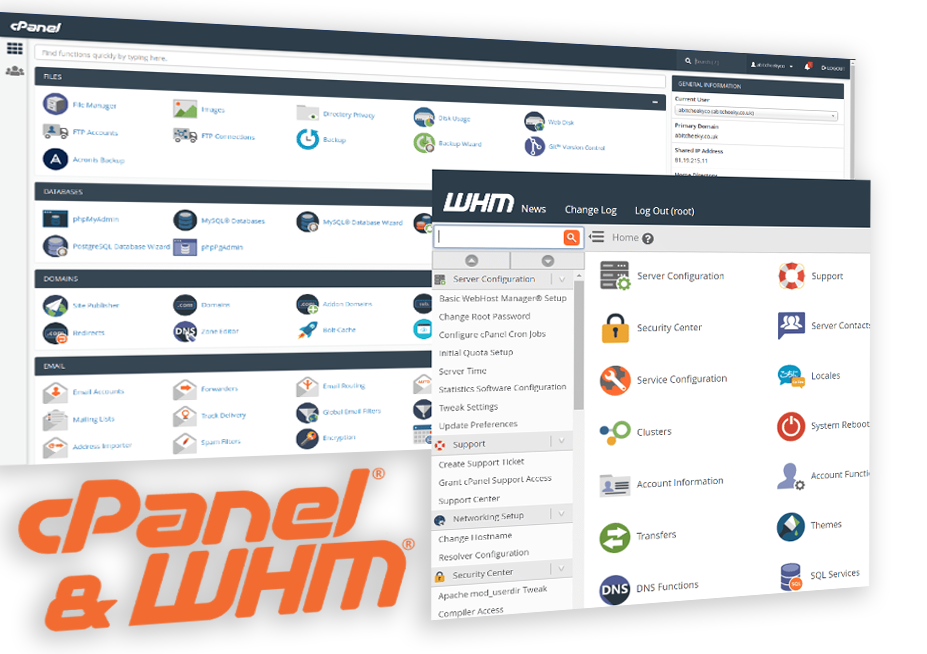 cPanel
Find functions quickly by typing here.
LOGOUT
FILES
File Manager
Images
Directory Privacy
Disk Usage
Web Disk
FTP Accounts
FTP Connections
Backup
Backup Wizard
Git™ Version Control
Acronis Backup
GENERAL INFORMATION
Current User
Primary Domain
abitcheeky.co.uk
Shared IP Address
DATABASES
phpMyAdmin
MySQL® Databases
MySQL® Database Wizard
PostgreSQL Database Wizard
phpPgAdmin
DOMAINS
Site Publisher
Domains
Addon Domains
Redirects
Zone Editor
Bolt-Cache
EMAIL
Email Accounts
Forwarders
Email Routing
Mailing Lists
Track Delivery
Global Email Filters
Address Importer
Spam Filters
Encryption
WHM
News
Change Log
Log Out (root)
Home
Server Configuration
Basic WebHost Manager® Setup
Change Root Password
Configure cPanel Cron Jobs
Initial Quota Setup
Server Time
Statistics Software Configuration
Tweak Settings
Update Preferences
Support
Create Support Ticket
Grant cPanel Support Access
Support Center
Networking Setup
Change Hostname
Resolver Configuration
Security Center
Apache mod_userdir Tweak
Compiler Access
Server Configuration
Support
Security Center
Server Contacts
Service Configuration
Locales
Clusters
System Reboot
Account Information
Account Functi
Transfers
Themes
DNS
DNS Functions
SQL Services
cPanel®
& WHM®